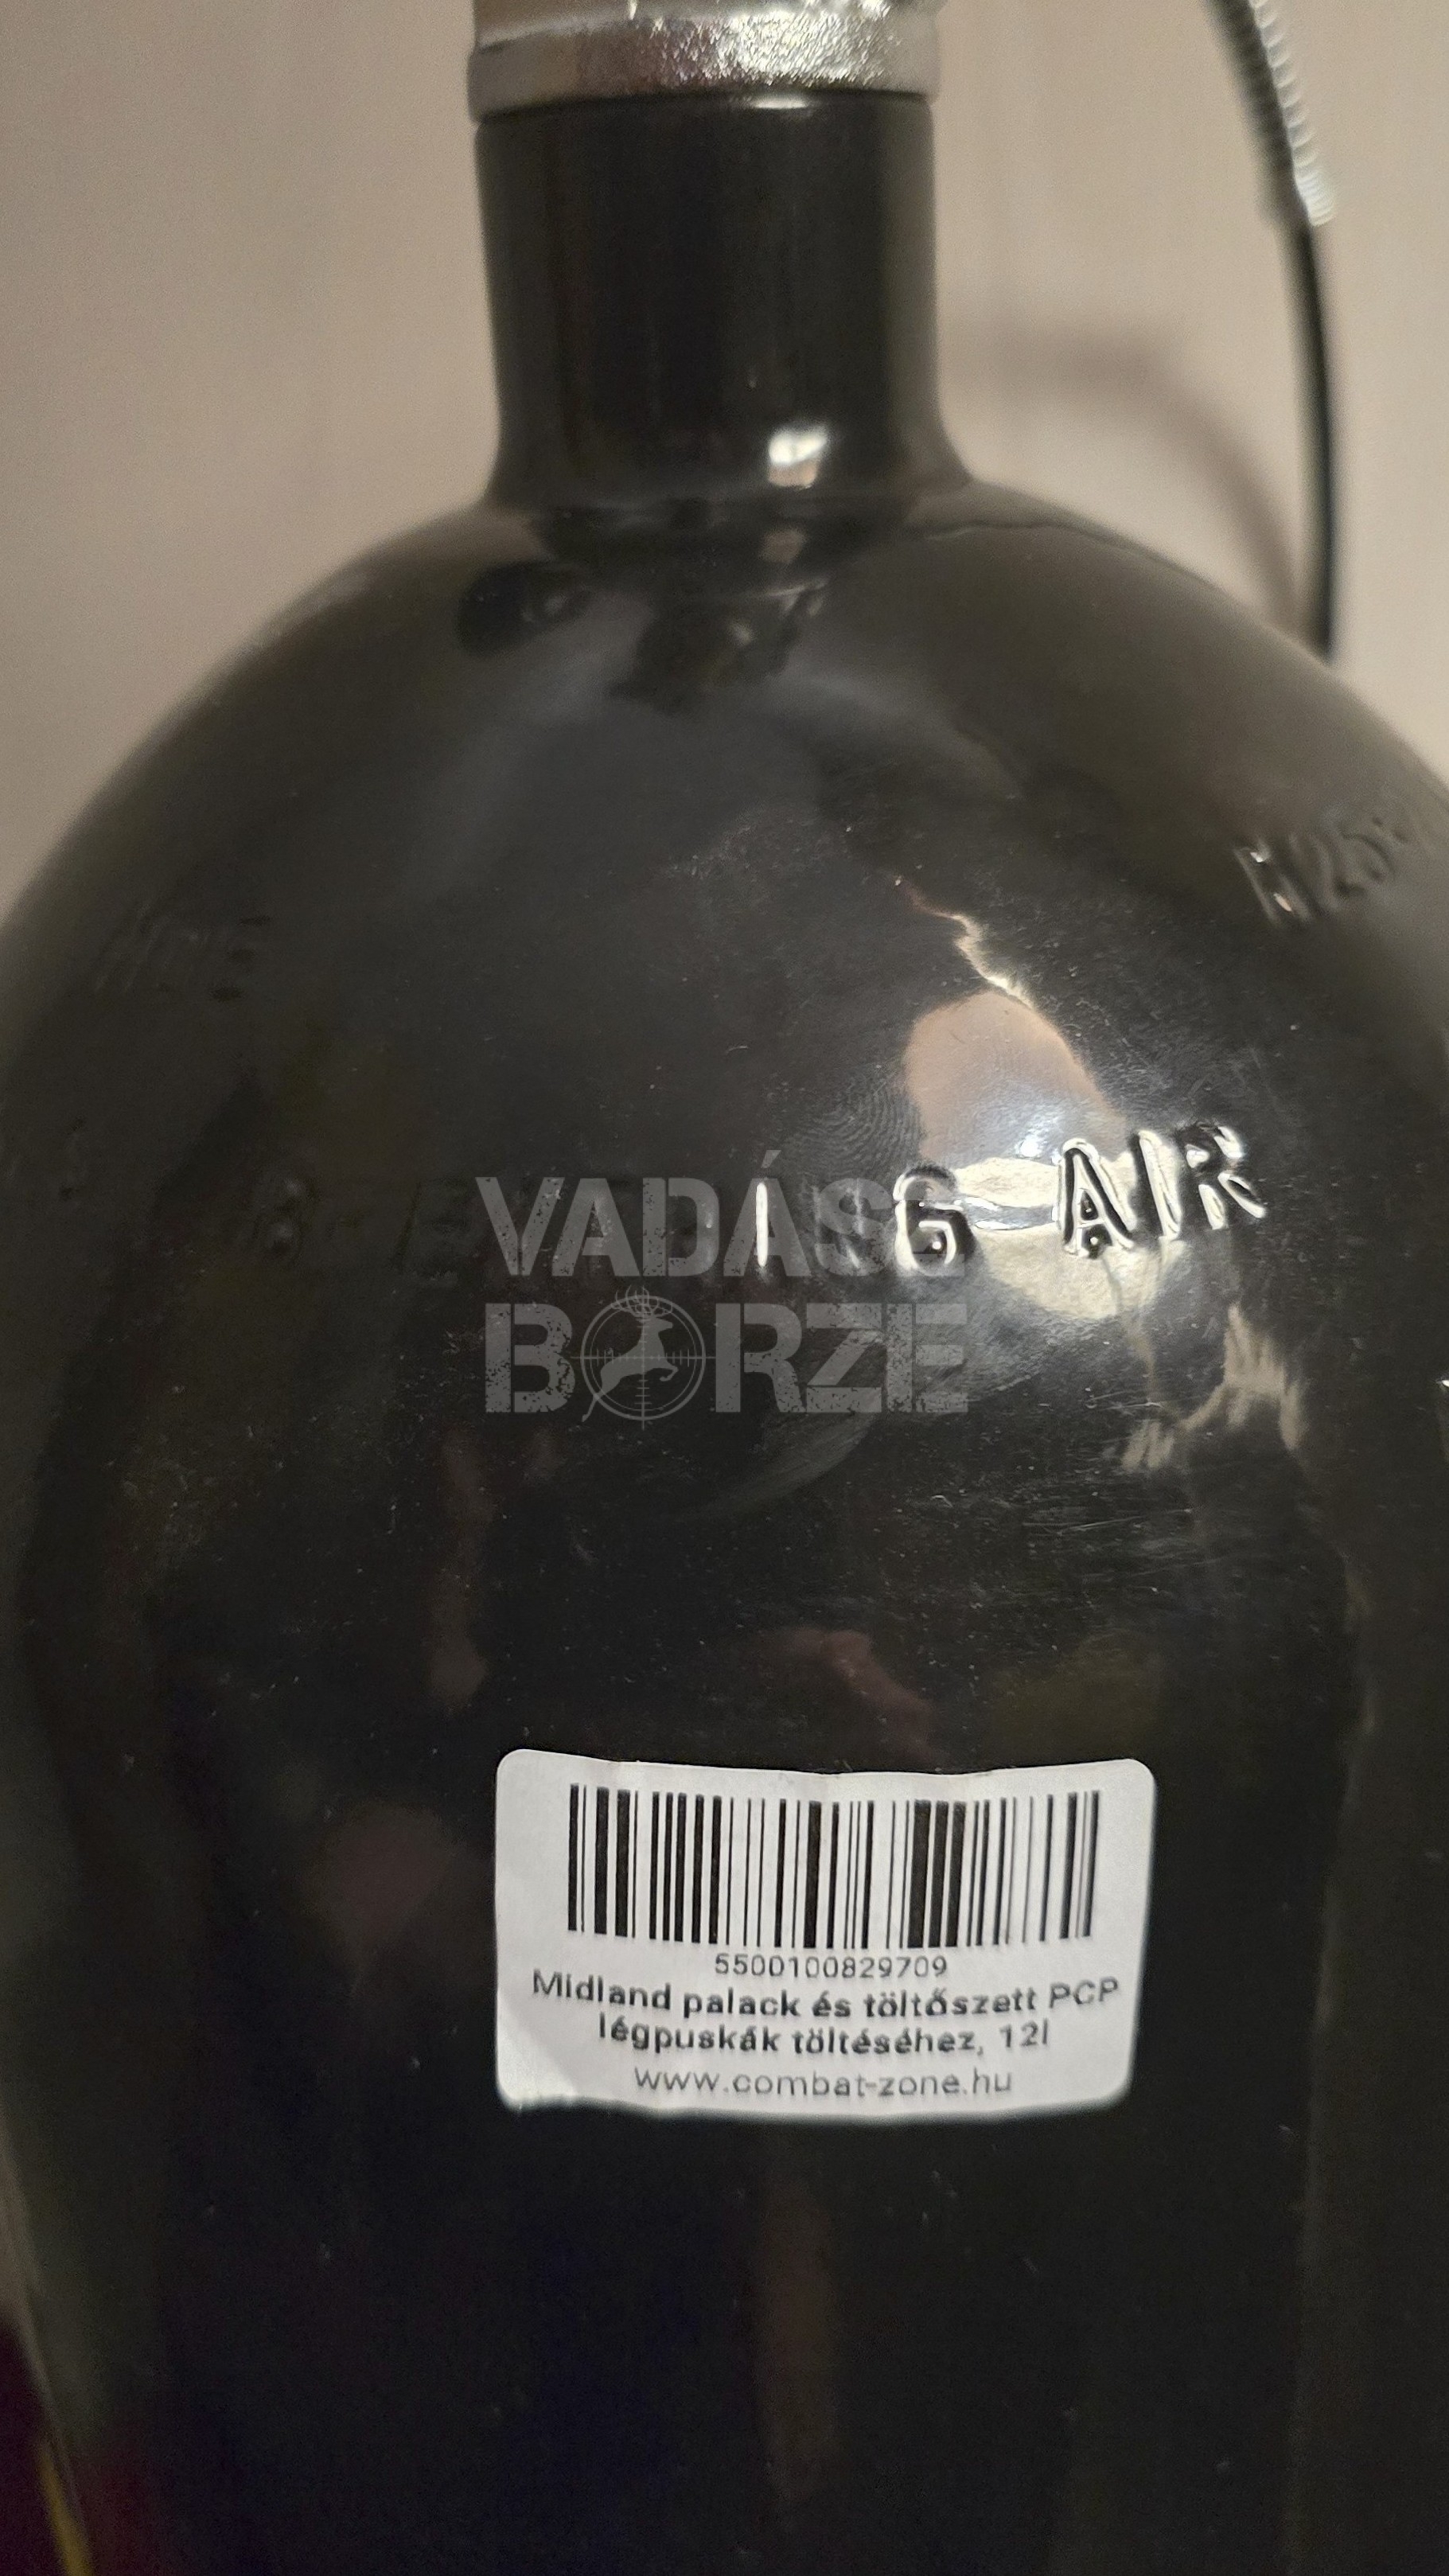 AIR
VADÁSZ
BÖRZE
5500100829709
Midland palack és töltőszett PCP
légpuskák töltéséhez, 12l
www.combat-zone.hu